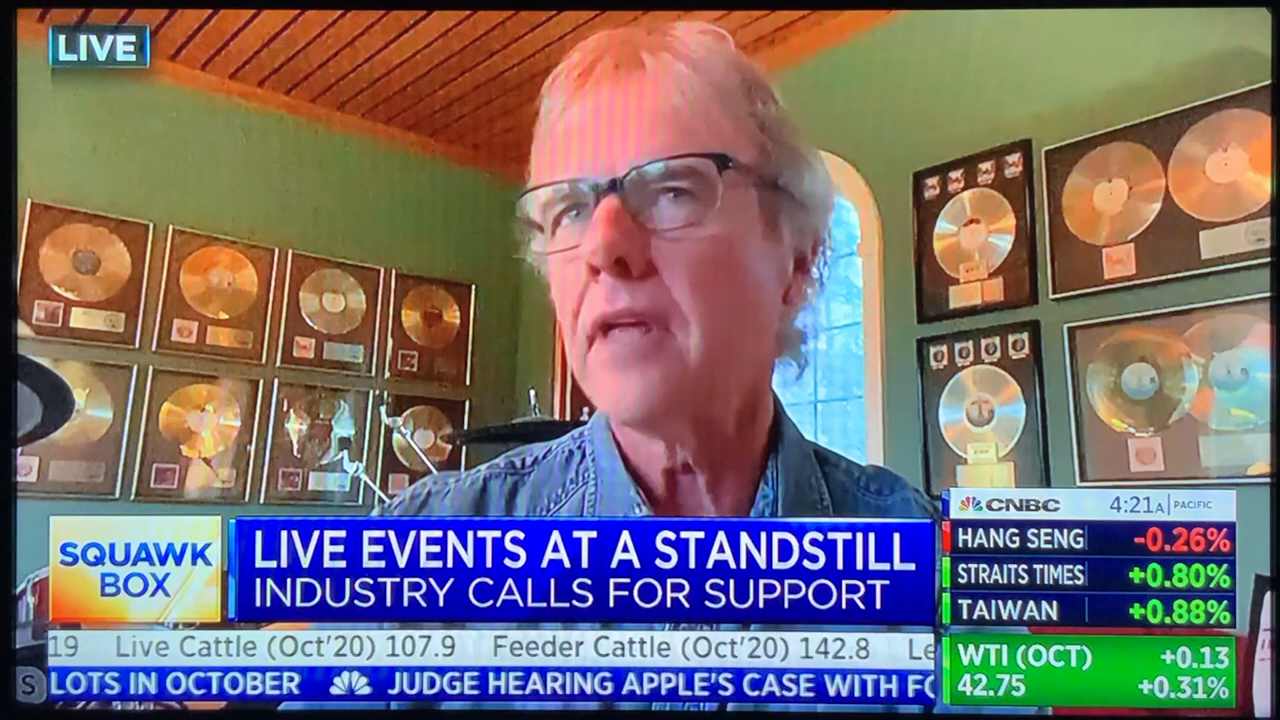 LIVE
SQUAWK
BOX
LIVE EVENTS AT A STANDSTILL
INDUSTRY CALLS FOR SUPPORT
CNBC 4:21A PACIFIC
HANG SENG -0.26%
STRAITS TIMES +0.80%
TAIWAN +0.88%
WTI (OCT) +0.13
42.75 +0.31%
19 Live Cattle (Oct'20) 107.9 Feeder Cattle (Oct'20) 142.8 Le
S LOTS IN OCTOBER JUDGE HEARING APPLE'S CASE WITH FO